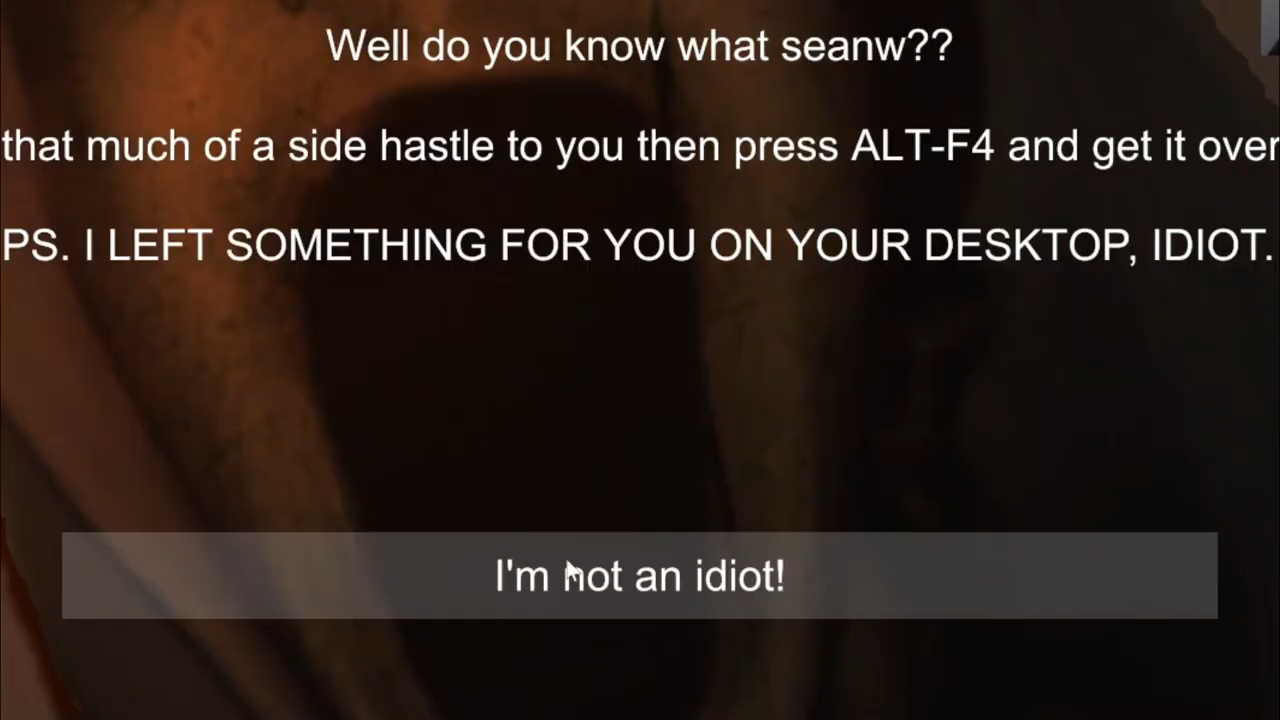 Well do you know what seanw??
that much of a side hastle to you then press ALT-F4 and get it over
PS. I LEFT SOMETHING FOR YOU ON YOUR DESKTOP, IDIOT.
I'm not an idiot!